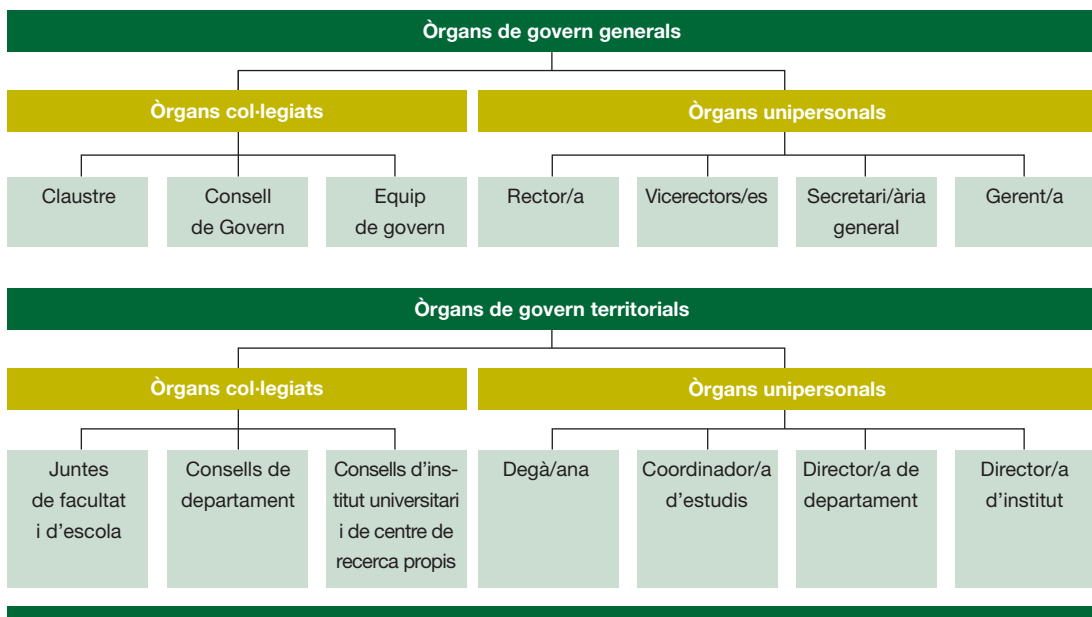 Òrgans de govern generals
Òrgans col·legiats
Òrgans unipersonals
Claustre
Consell
de Govern
Equip
de govern
Rector/a
Vicerectors/es
Secretari/ària
general
Gerent/a
Òrgans de govern territorials
Òrgans col·legiats
Òrgans unipersonals
Juntes
de facultat
i d’escola
Consells de
departament
Consells d’ins-
titut universitari
i de centre de
recerca propis
Degà/ana
Coordinador/a
d’estudis
Director/a de
departament
Director/a
d’institut